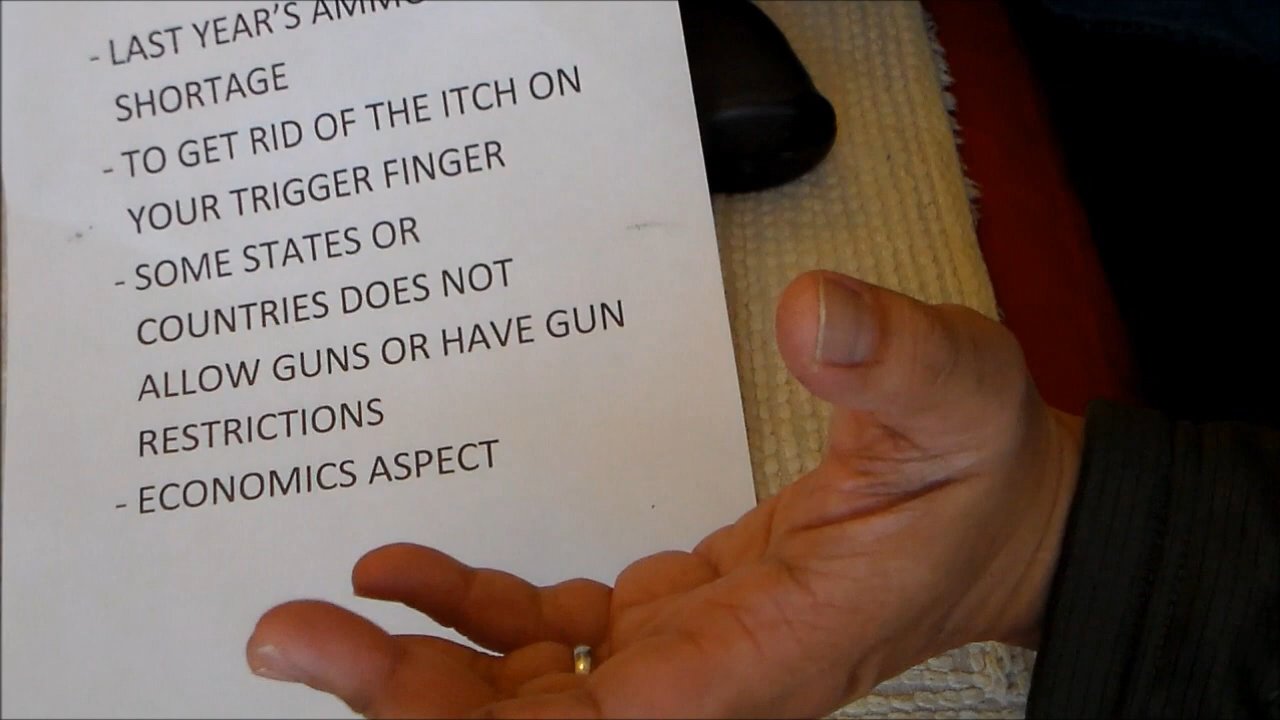 - LAST YEAR'S AMMO
SHORTAGE
- TO GET RID OF THE ITCH ON
YOUR TRIGGER FINGER
- SOME STATES OR
COUNTRIES DOES NOT
ALLOW GUNS OR HAVE GUN
RESTRICTIONS
- ECONOMICS ASPECT